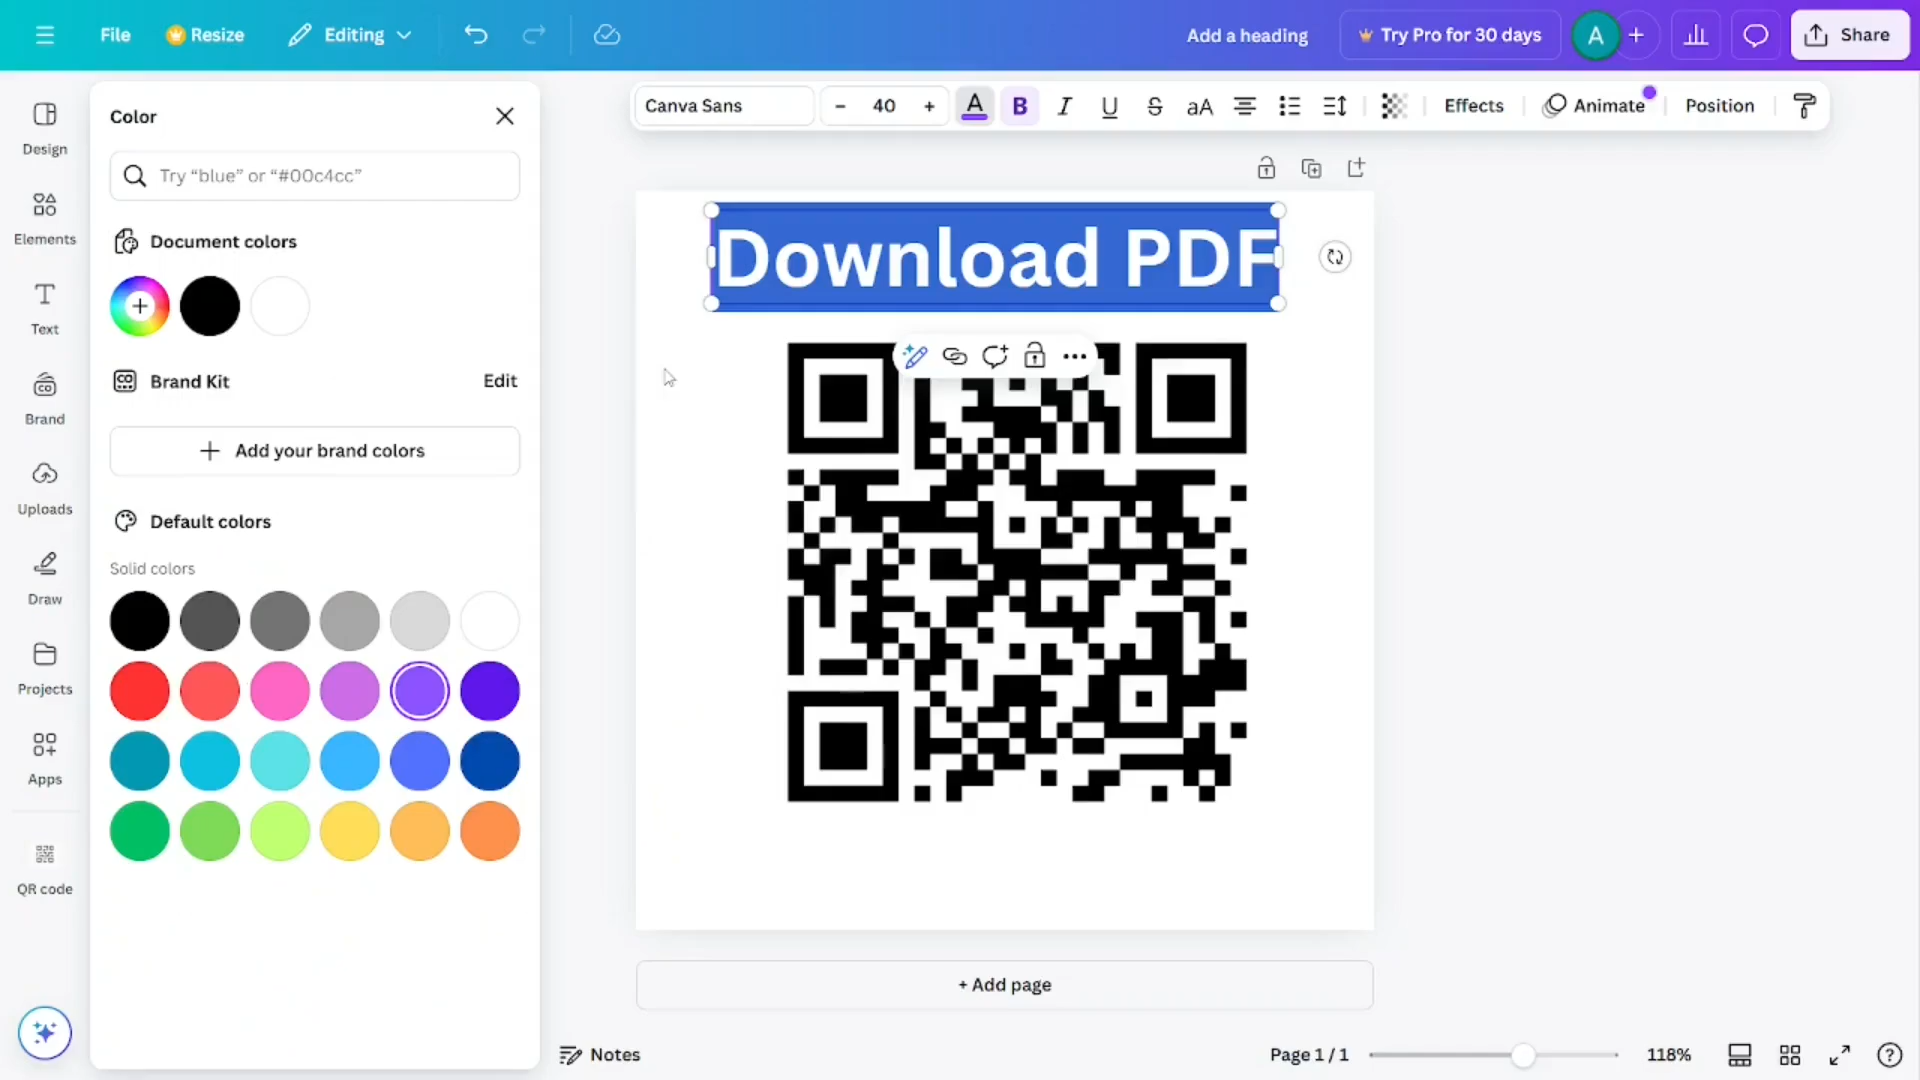 File
Resize
Editing
Add a heading
Try Pro for 30 days
A
Share
Design
Elements
Text
Brand
Uploads
Draw
Projects
Apps
QR code
Color
Try “blue” or “#00c4cc”
Document colors
Brand Kit
Edit
Add your brand colors
Default colors
Solid colors
Canva Sans
– 40 +
A
B
I
U
S
aA
Effects
Animate
Position
Download PDF
+ Add page
Notes
Page 1 / 1
118%